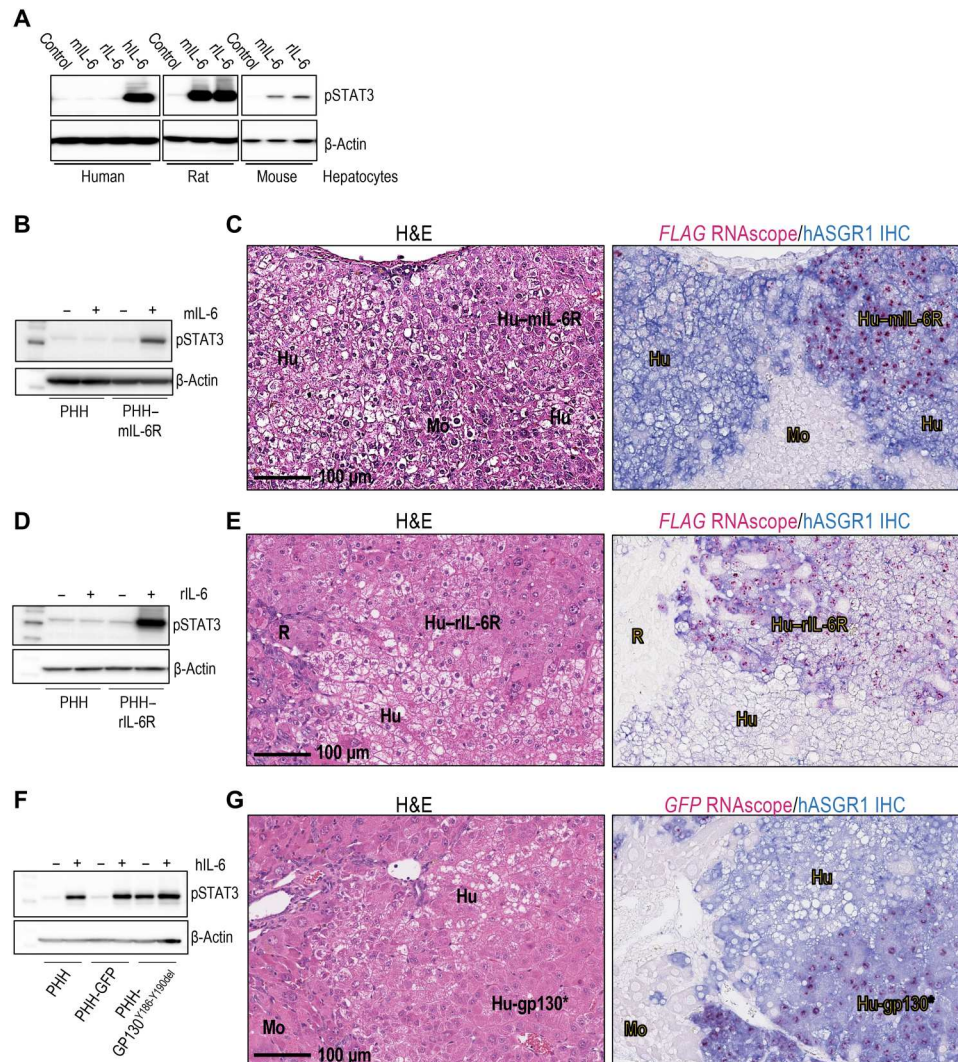 A
Control
mIL-6
rIL-6
hIL-6
Control
mIL-6
rIL-6
Control
mIL-6
rIL-6
pSTAT3
β-Actin
Human
Rat
Mouse
Hepatocytes
B
– + – +
mIL-6
pSTAT3
β-Actin
PHH
PHH–
mIL-6R
C
H&E
FLAG RNAscope/hASGR1 IHC
Hu–mIL-6R
Hu
Mo
Hu
100 µm
Hu–mIL-6R
Hu
Mo
Hu
D
– + – +
rIL-6
pSTAT3
β-Actin
PHH
PHH–
rIL-6R
E
H&E
FLAG RNAscope/hASGR1 IHC
R
Hu–rIL-6R
Hu
100 µm
R
Hu–rIL-6R
Hu
F
– + – + – +
hIL-6
pSTAT3
β-Actin
PHH
PHH-GFP
PHH-
GP130Y186-Y190del
G
H&E
GFP RNAscope/hASGR1 IHC
Hu
Hu-gp130*
Mo
100 µm
Hu
Hu-gp130*
Mo